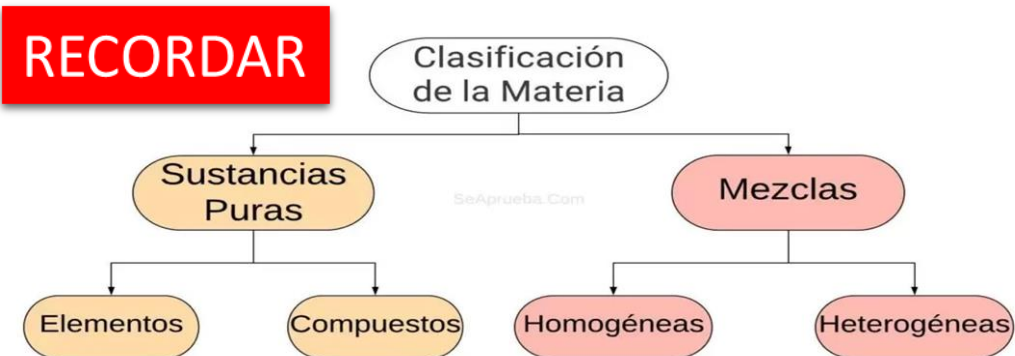 RECORDAR
Clasificación
de la Materia
Sustancias
Puras
SeAprueba.Com
Mezclas
Elementos
Compuestos
Homogéneas
Heterogéneas